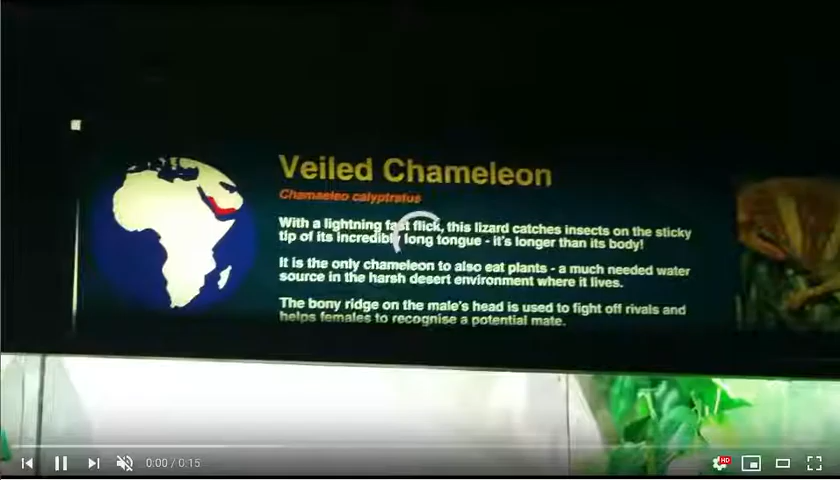 Veiled Chameleon
Chamaeleo calyptratus
With a lightning fast flick, this lizard catches insects on the sticky
tip of its incredibly long tongue - it's longer than its body!
It is the only chameleon to also eat plants - a much needed water
source in the harsh desert environment where it lives.
The bony ridge on the male's head is used to fight off rivals and
helps females to recognise a potential mate.
0:00 / 0:15
HD